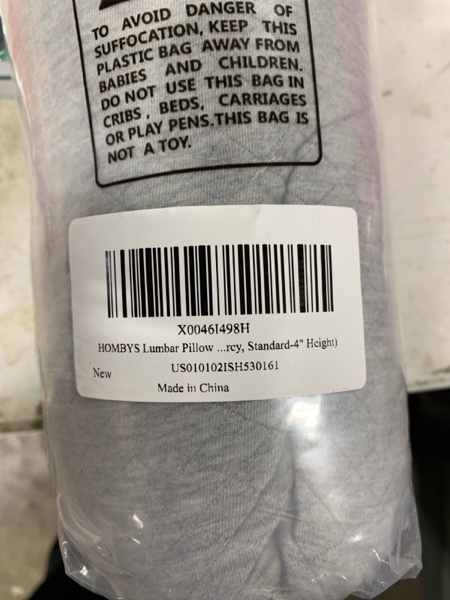 TO AVOID DANGER OF
SUFFOCATION, KEEP THIS
PLASTIC BAG AWAY FROM
BABIES AND CHILDREN.
DO NOT USE THIS BAG IN
CRIBS, BEDS, CARRIAGES
OR PLAY PENS.THIS BAG IS
NOT A TOY.
X0046I498H
HOMBYS Lumbar Pillow ...rcy, Standard-4" Height)
New
US010102ISH530161
Made in China